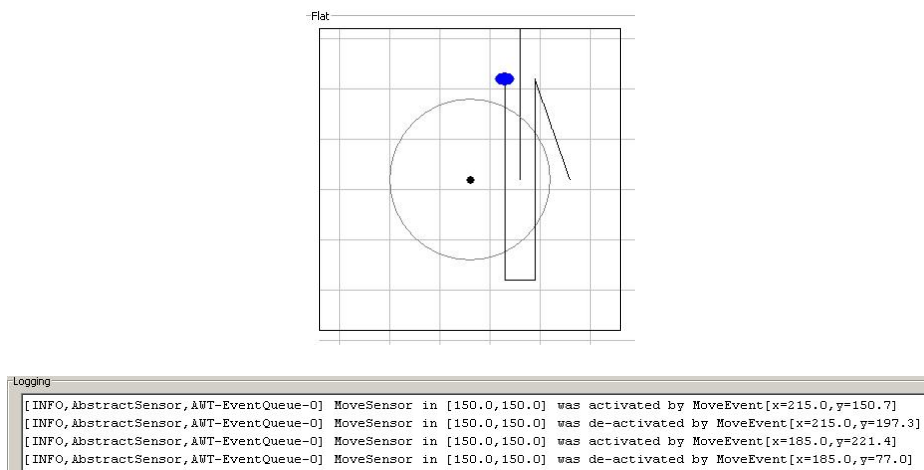 Flat
Logging
[INFO,AbstractSensor,AWT-EventQueue-0] MoveSensor in [150.0,150.0] was activated by MoveEvent[x=215.0,y=150.7]
[INFO,AbstractSensor,AWT-EventQueue-0] MoveSensor in [150.0,150.0] was de-activated by MoveEvent[x=215.0,y=197.3]
[INFO,AbstractSensor,AWT-EventQueue-0] MoveSensor in [150.0,150.0] was activated by MoveEvent[x=185.0,y=221.4]
[INFO,AbstractSensor,AWT-EventQueue-0] MoveSensor in [150.0,150.0] was de-activated by MoveEvent[x=185.0,y=77.0]